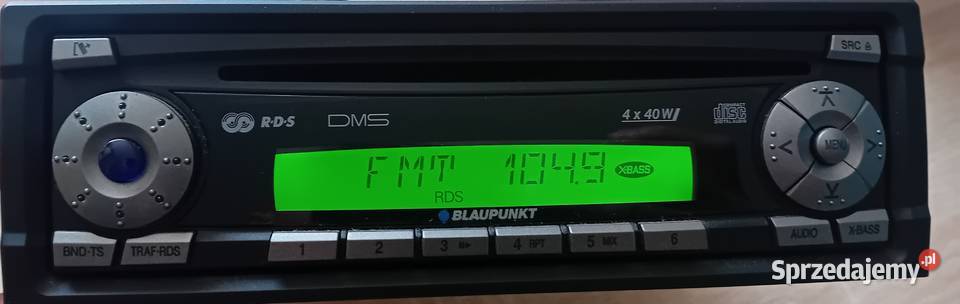 SRC
R·D·S
DMS
4 x 40W
COMPACT
disc
DIGITAL AUDIO
MENU
FMT 104.9
X-BASS
RDS
BLAUPUNKT
BND·TS
TRAF·RDS
1
2
3
4 RPT
5 MIX
6
AUDIO
X-BASS
Sprzedajemy.pl